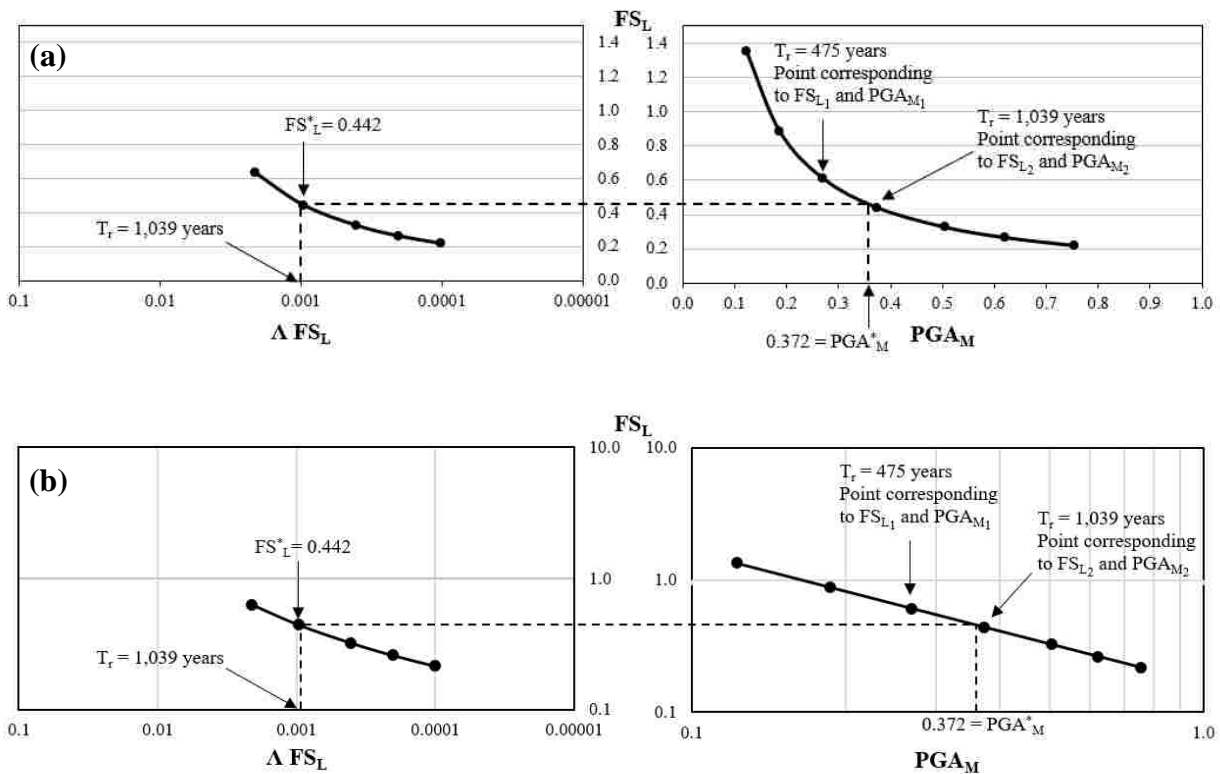 (a)
FS_L
1.4
1.2
1.0
0.8
0.6
0.4
0.2
0.0
FS*_L= 0.442
T_r = 1,039 years
0.1 0.01 0.001 0.0001 0.00001
Λ FS_L
1.4
1.2
1.0
0.8
0.6
0.4
0.2
0.0
T_r = 475 years
Point corresponding
to FS_L1 and PGA_M1
T_r = 1,039 years
Point corresponding
to FS_L2 and PGA_M2
0.0 0.1 0.2 0.3 0.4 0.5 0.6 0.7 0.8 0.9 1.0
0.372 = PGA*_M
PGA_M
(b)
FS_L
10.0
1.0
0.1
FS*_L= 0.442
T_r = 1,039 years
0.1 0.01 0.001 0.0001 0.00001
Λ FS_L
10.0
1.0
0.1
T_r = 475 years
Point corresponding
to FS_L1 and PGA_M1
T_r = 1,039 years
Point corresponding
to FS_L2 and PGA_M2
0.1 1.0
0.372 = PGA*_M
PGA_M